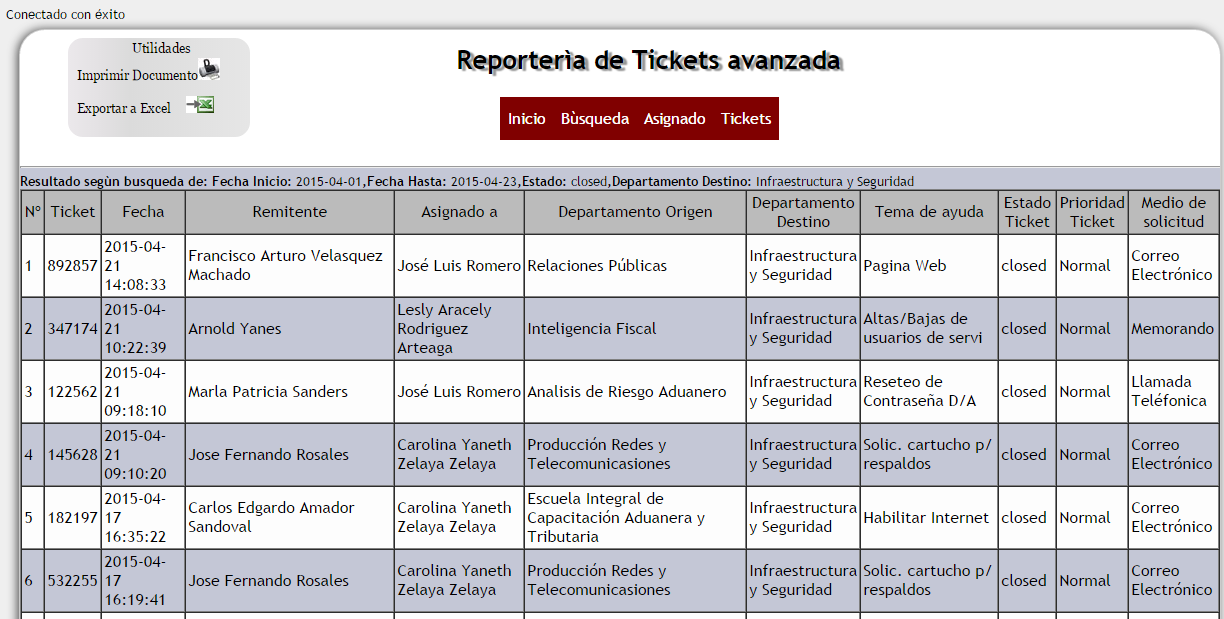 Conectado con éxito
Utilidades
Imprimir Documento
Exportar a Excel
Reporterìa de Tickets avanzada
Inicio Bùsqueda Asignado Tickets
Resultado segùn busqueda de: Fecha Inicio: 2015-04-01,Fecha Hasta: 2015-04-23,Estado: closed,Departamento Destino: Infraestructura y Seguridad
Nº Ticket Fecha Remitente Asignado a Departamento Origen Departamento Destino Tema de ayuda Estado Ticket Prioridad Ticket Medio de solicitud
1 892857 2015-04-21 14:08:33 Francisco Arturo Velasquez Machado José Luis Romero Relaciones Públicas Infraestructura y Seguridad Pagina Web closed Normal Correo Electrónico
2 347174 2015-04-21 10:22:39 Arnold Yanes Lesly Aracely Rodriguez Arteaga Inteligencia Fiscal Infraestructura y Seguridad Altas/Bajas de usuarios de servi closed Normal Memorando
3 122562 2015-04-21 09:18:10 Marla Patricia Sanders José Luis Romero Analisis de Riesgo Aduanero Infraestructura y Seguridad Reseteo de Contraseña D/A closed Normal Llamada Teléfonica
4 145628 2015-04-21 09:10:20 Jose Fernando Rosales Carolina Yaneth Zelaya Zelaya Producción Redes y Telecomunicasiones Infraestructura y Seguridad Solic. cartucho p/ respaldos closed Normal Correo Electrónico
5 182197 2015-04-17 16:35:22 Carlos Edgardo Amador Sandoval Carolina Yaneth Zelaya Zelaya Escuela Integral de Capacitación Aduanera y Tributaria Infraestructura y Seguridad Habilitar Internet closed Normal Correo Electrónico
6 532255 2015-04-17 16:19:41 Jose Fernando Rosales Carolina Yaneth Zelaya Zelaya Producción Redes y Telecomunicasiones Infraestructura y Seguridad Solic. cartucho p/ respaldos closed Normal Correo Electrónico